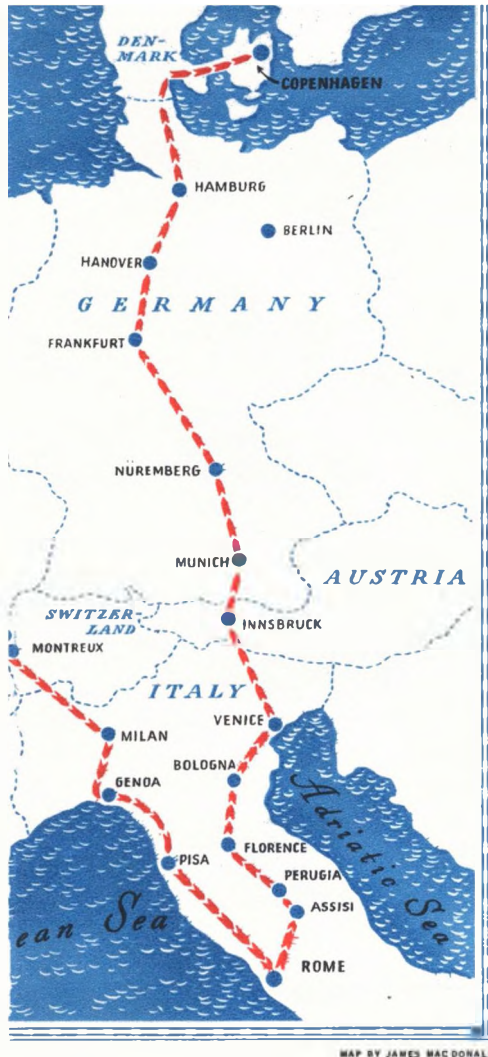 DEN-
MARK
COPENHAGEN
HAMBURG
BERLIN
HANOVER
GERMANY
FRANKFURT
NÜREMBERG
MUNICH
AUSTRIA
SWITZER-
LAND
INNSBRUCK
MONTREUX
ITALY
VENICE
MILAN
BOLOGNA
GENOA
Adriatic Sea
FLORENCE
PISA
PERUGIA
ASSISI
ean Sea
ROME
MAP BY JAMES MACDONAL